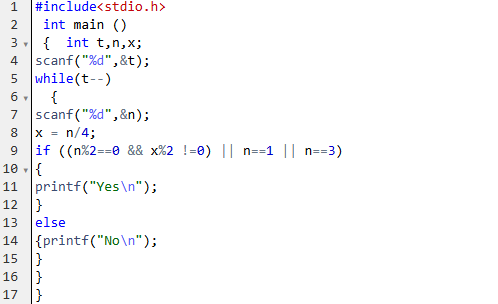 1 #include<stdio.h>
2 int main ()
3 { int t,n,x;
4 scanf("%d",&t);
5 while(t--)
6 {
7 scanf("%d",&n);
8 x = n/4;
9 if ((n%2==0 && x%2 !=0) || n==1 || n==3)
10 {
11 printf("Yes\n");
12 }
13 else
14 {printf("No\n");
15 }
16 }
17 }